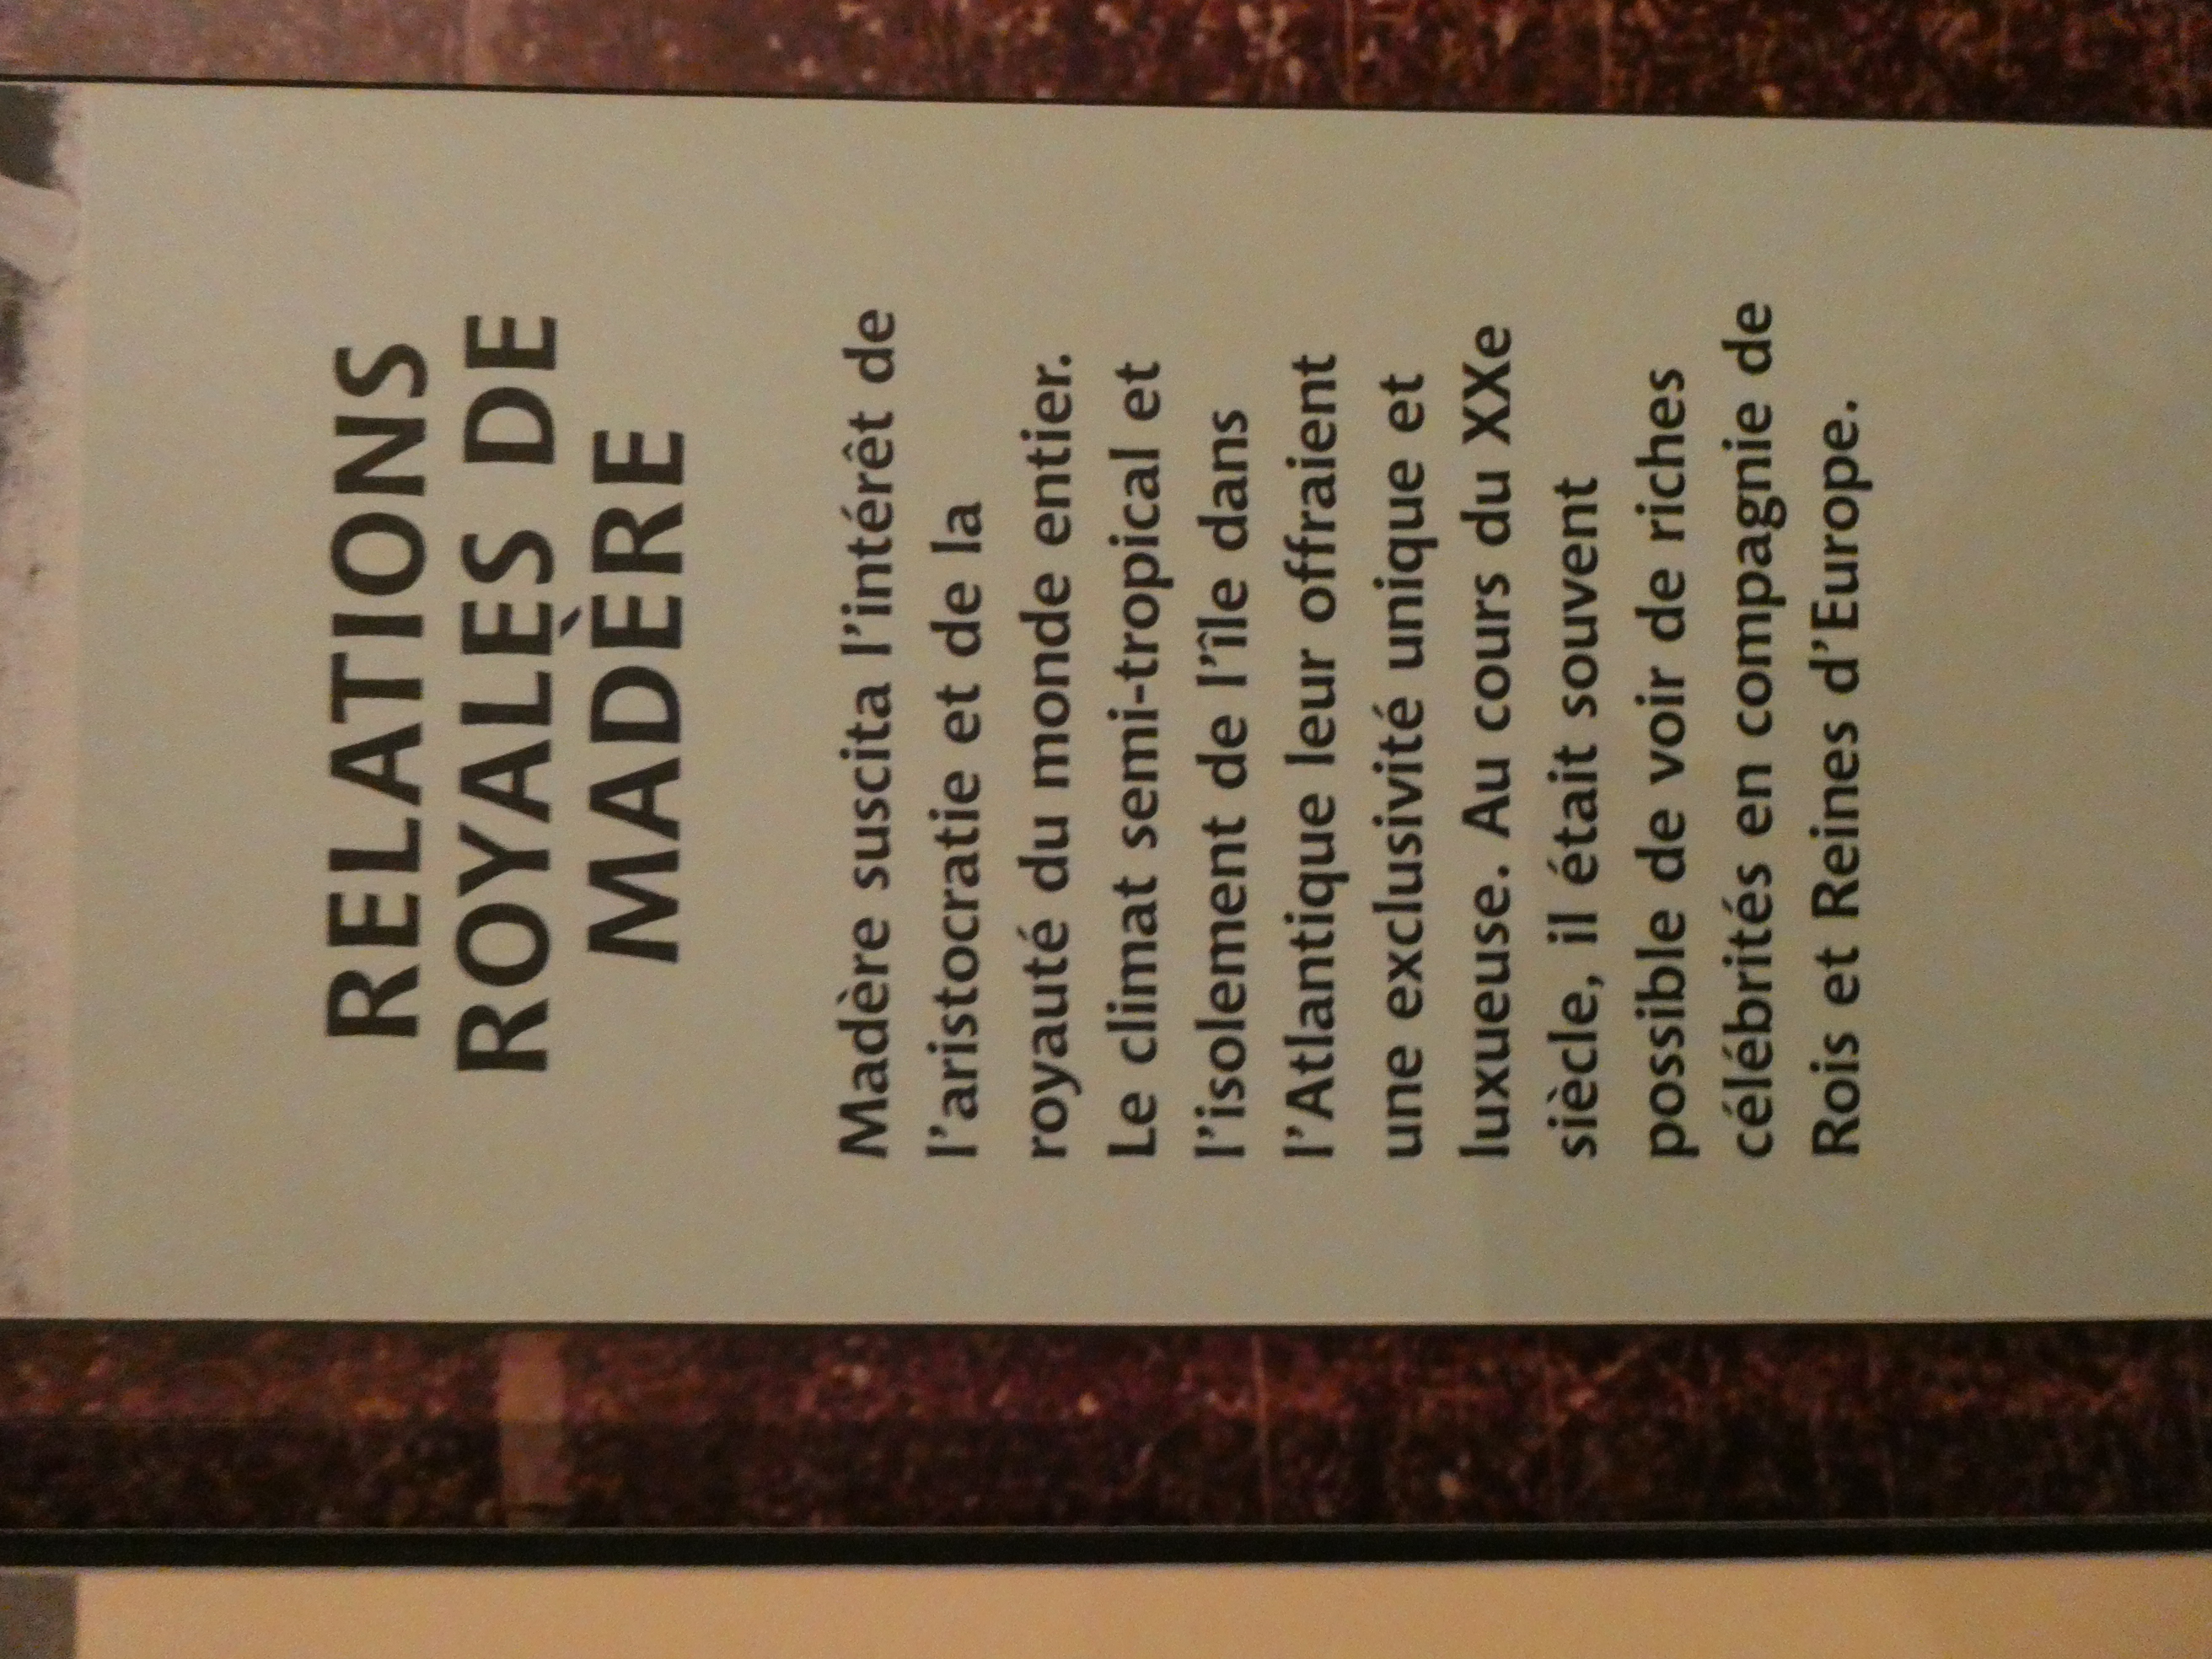 RELATIONS
ROYALES DE
MADÈRE
Madère suscita l'intérêt de
l'aristocratie et de la
royauté du monde entier.
Le climat semi-tropical et
l'isolement de l'île dans
l'Atlantique leur offraient
une exclusivité unique et
luxueuse. Au cours du XXe
siècle, il était souvent
possible de voir de riches
célébrités en compagnie de
Rois et Reines d'Europe.